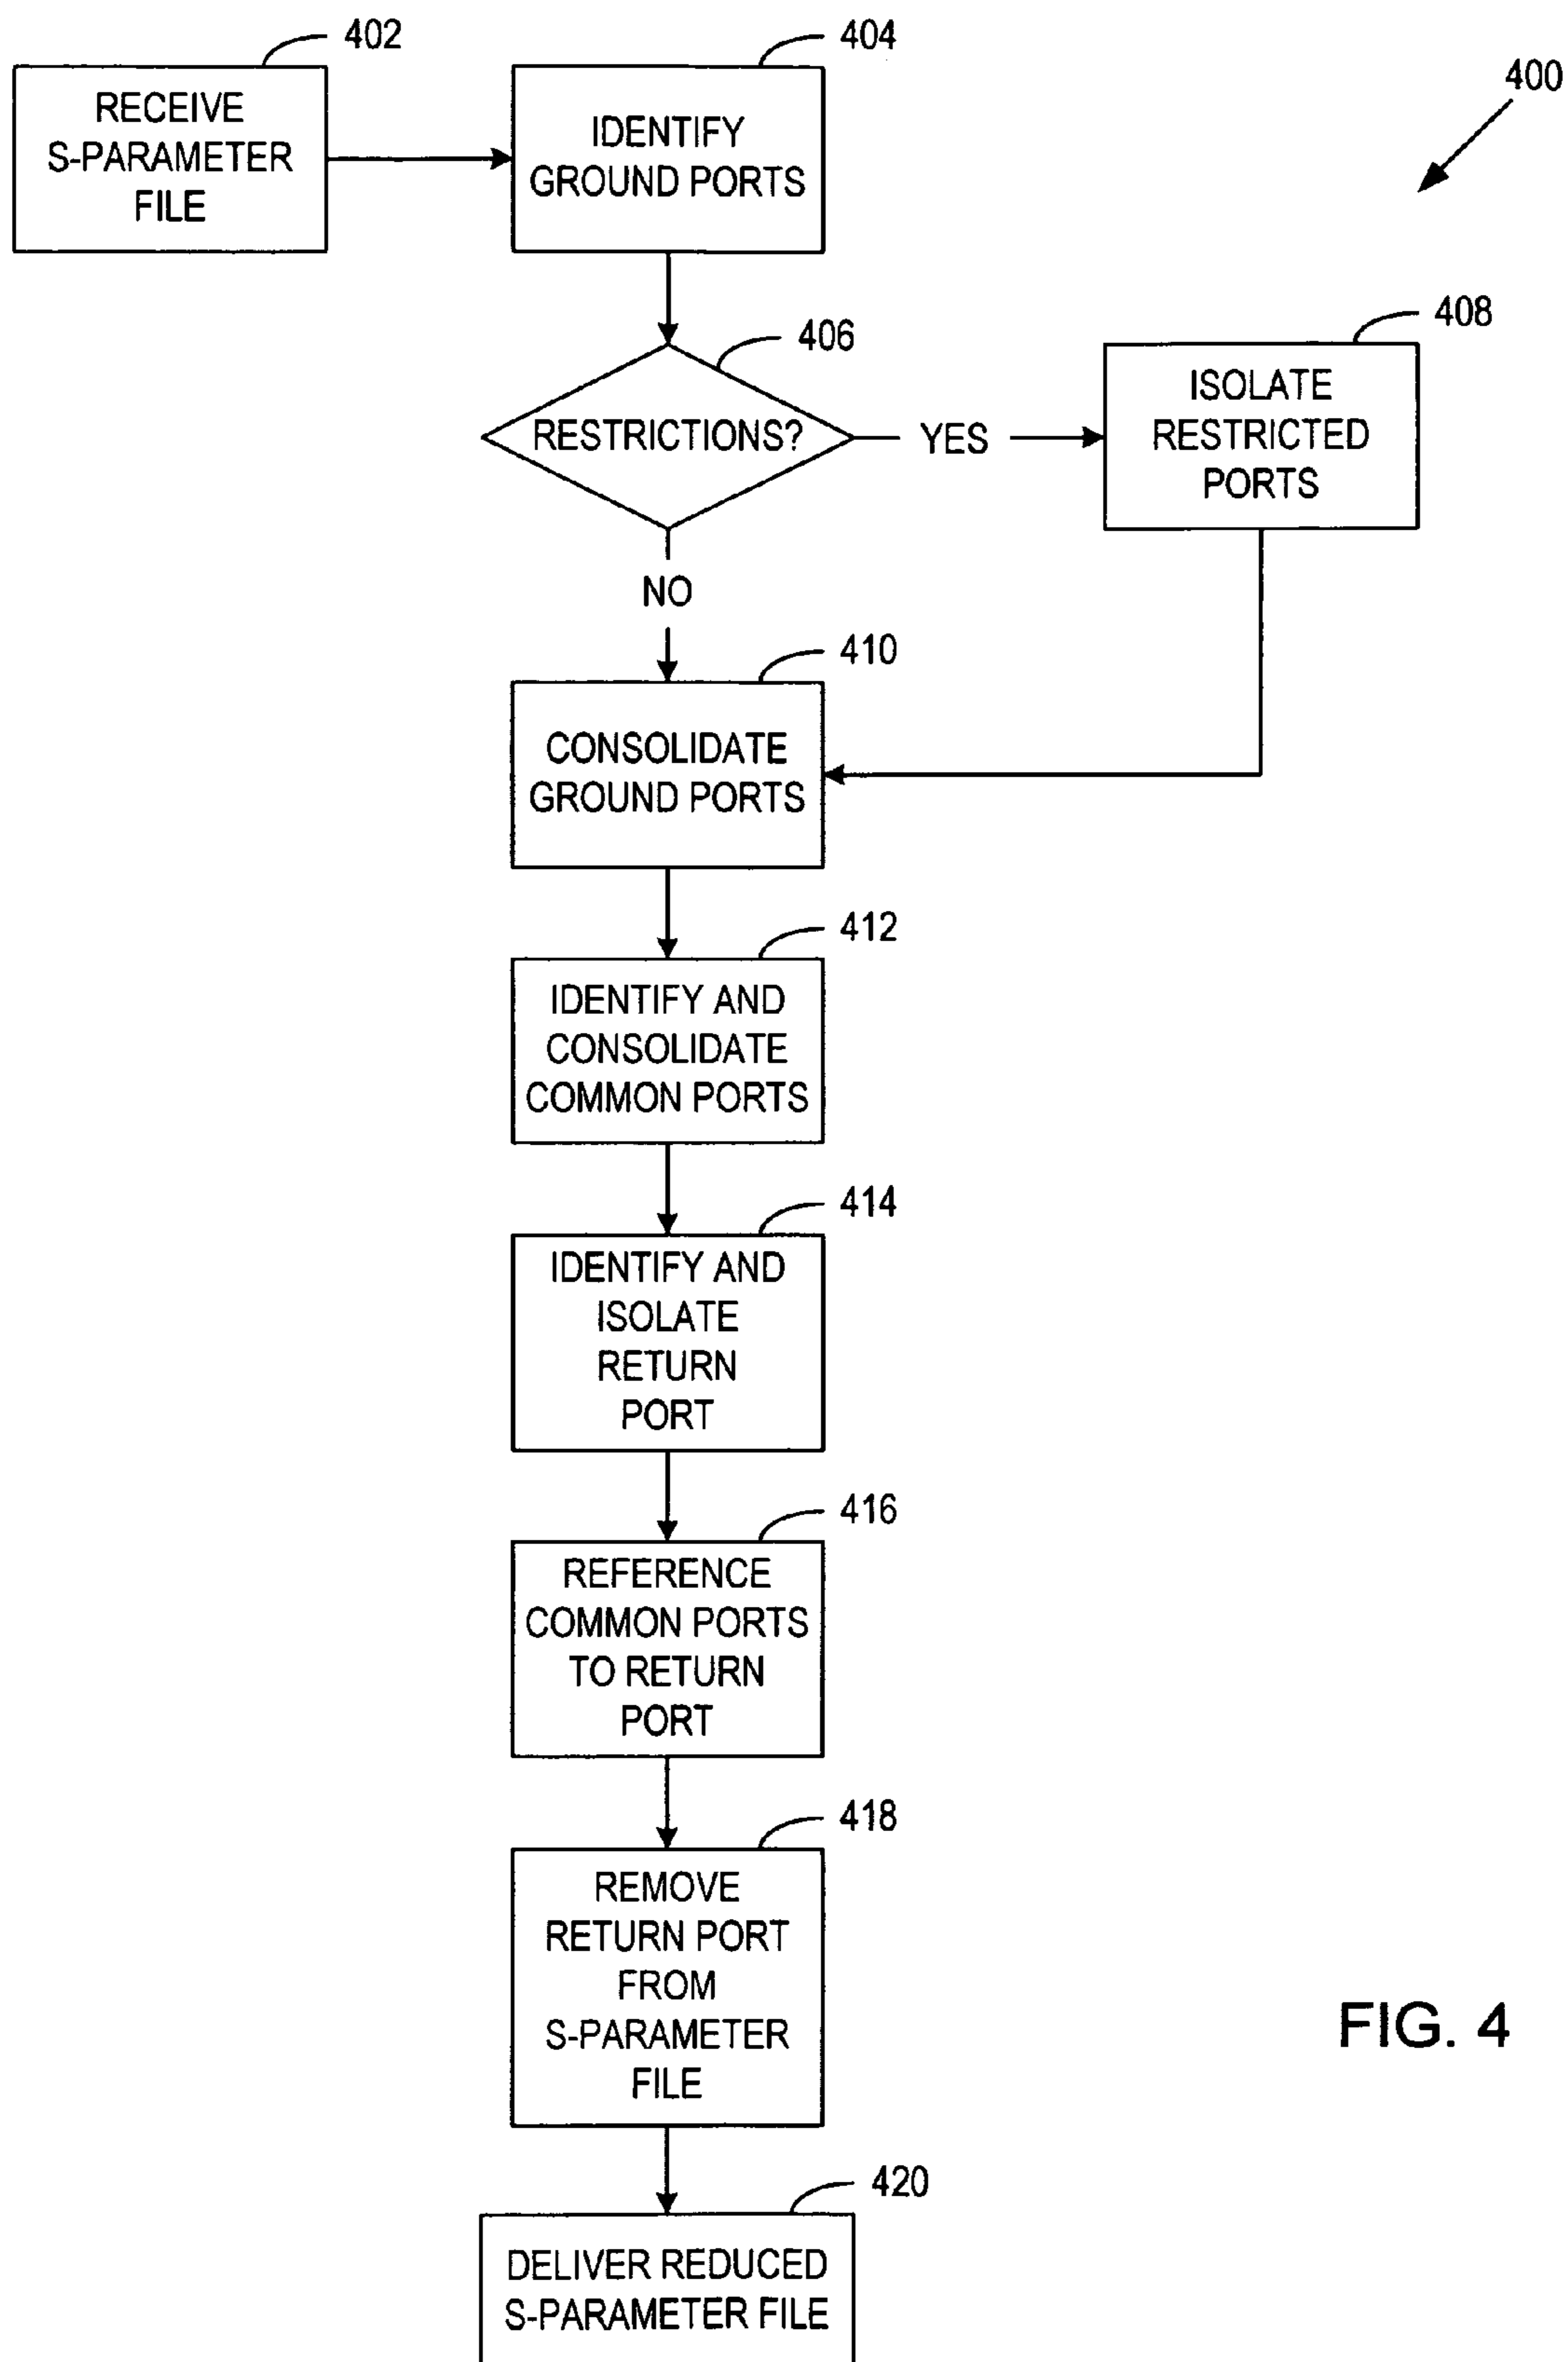 402
RECEIVE
S-PARAMETER
FILE
404
IDENTIFY
GROUND PORTS
400
406
RESTRICTIONS?
YES
408
ISOLATE
RESTRICTED
PORTS
NO
410
CONSOLIDATE
GROUND PORTS
412
IDENTIFY AND
CONSOLIDATE
COMMON PORTS
414
IDENTIFY AND
ISOLATE
RETURN
PORT
416
REFERENCE
COMMON PORTS
TO RETURN
PORT
418
REMOVE
RETURN PORT
FROM
S-PARAMETER
FILE
420
DELIVER REDUCED
S-PARAMETER FILE
FIG. 4